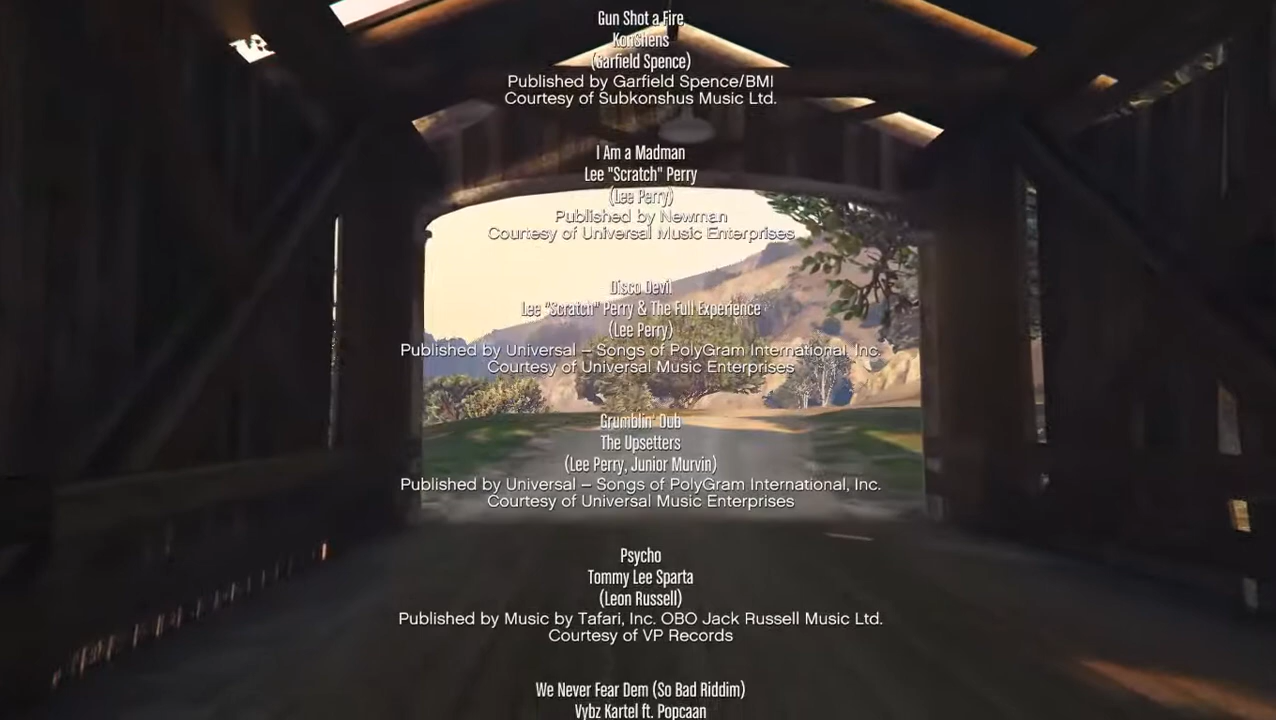 Gun Shot a Fire
Konshens
(Garfield Spence)
Published by Garfield Spence/BMI
Courtesy of Subkonshus Music Ltd.
I Am a Madman
Lee "Scratch" Perry
(Lee Perry)
Published by Newman
Courtesy of Universal Music Enterprises
Disco Devil
Lee "Scratch" Perry & The Full Experience
(Lee Perry)
Published by Universal – Songs of PolyGram International, Inc.
Courtesy of Universal Music Enterprises
Grumblin' Dub
The Upsetters
(Lee Perry, Junior Murvin)
Published by Universal – Songs of PolyGram International, Inc.
Courtesy of Universal Music Enterprises
Psycho
Tommy Lee Sparta
(Leon Russell)
Published by Music by Tafari, Inc. OBO Jack Russell Music Ltd.
Courtesy of VP Records
We Never Fear Dem (So Bad Riddim)
Vybz Kartel ft. Popcaan